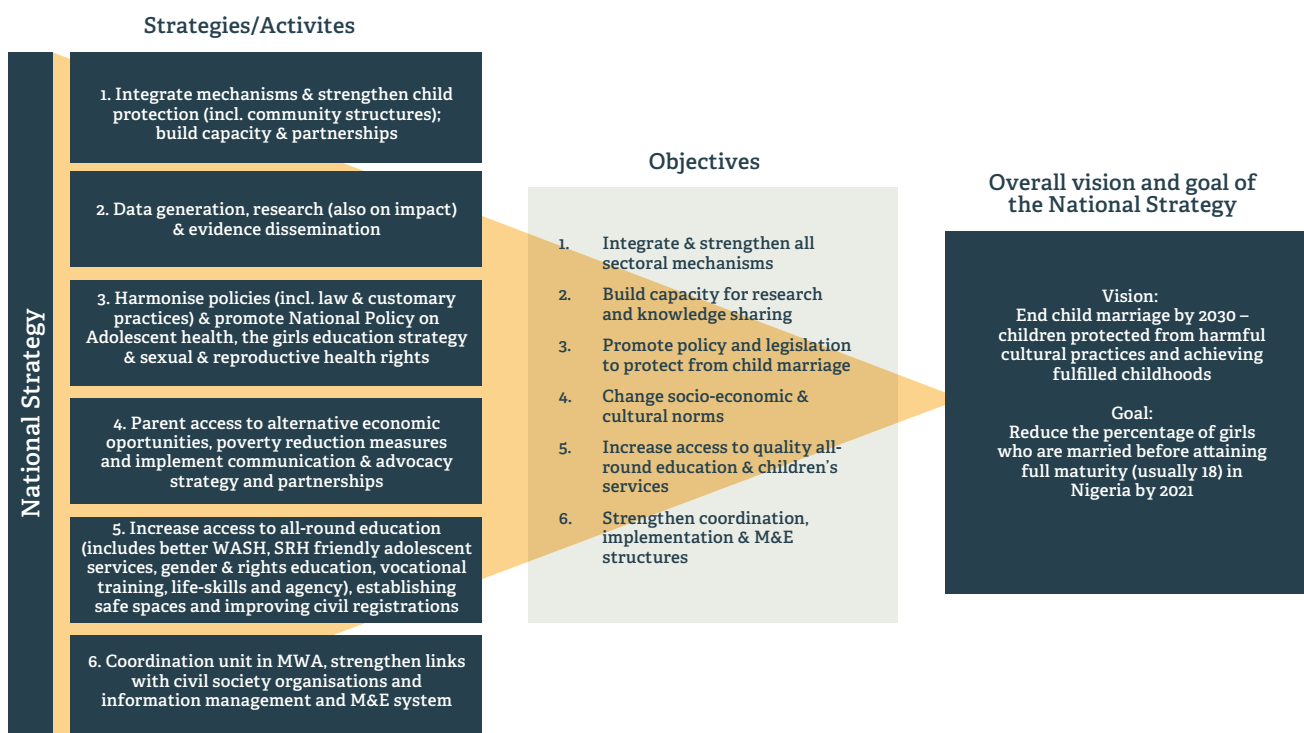 Strategies/Activites
National Strategy
1. Integrate mechanisms & strengthen child
protection (incl. community structures);
build capacity & partnerships
2. Data generation, research (also on impact)
& evidence dissemination
3. Harmonise policies (incl. law & customary
practices) & promote National Policy on
Adolescent health, the girls education strategy
& sexual & reproductive health rights
4. Parent access to alternative economic
oportunities, poverty reduction measures
and implement communication & advocacy
strategy and partnerships
5. Increase access to all-round education
(includes better WASH, SRH friendly adolescent
services, gender & rights education, vocational
training, life-skills and agency), establishing
safe spaces and improving civil registrations
6. Coordination unit in MWA, strengthen links
with civil society organisations and
information management and M&E system
Objectives
1. Integrate & strengthen all
sectoral mechanisms
2. Build capacity for research
and knowledge sharing
3. Promote policy and legislation
to protect from child marriage
4. Change socio-economic &
cultural norms
5. Increase access to quality all-
round education & children's
services
6. Strengthen coordination,
implementation & M&E
structures
Overall vision and goal of
the National Strategy
Vision:
End child marriage by 2030 –
children protected from harmful
cultural practices and achieving
fulfilled childhoods
Goal:
Reduce the percentage of girls
who are married before attaining
full maturity (usually 18) in
Nigeria by 2021